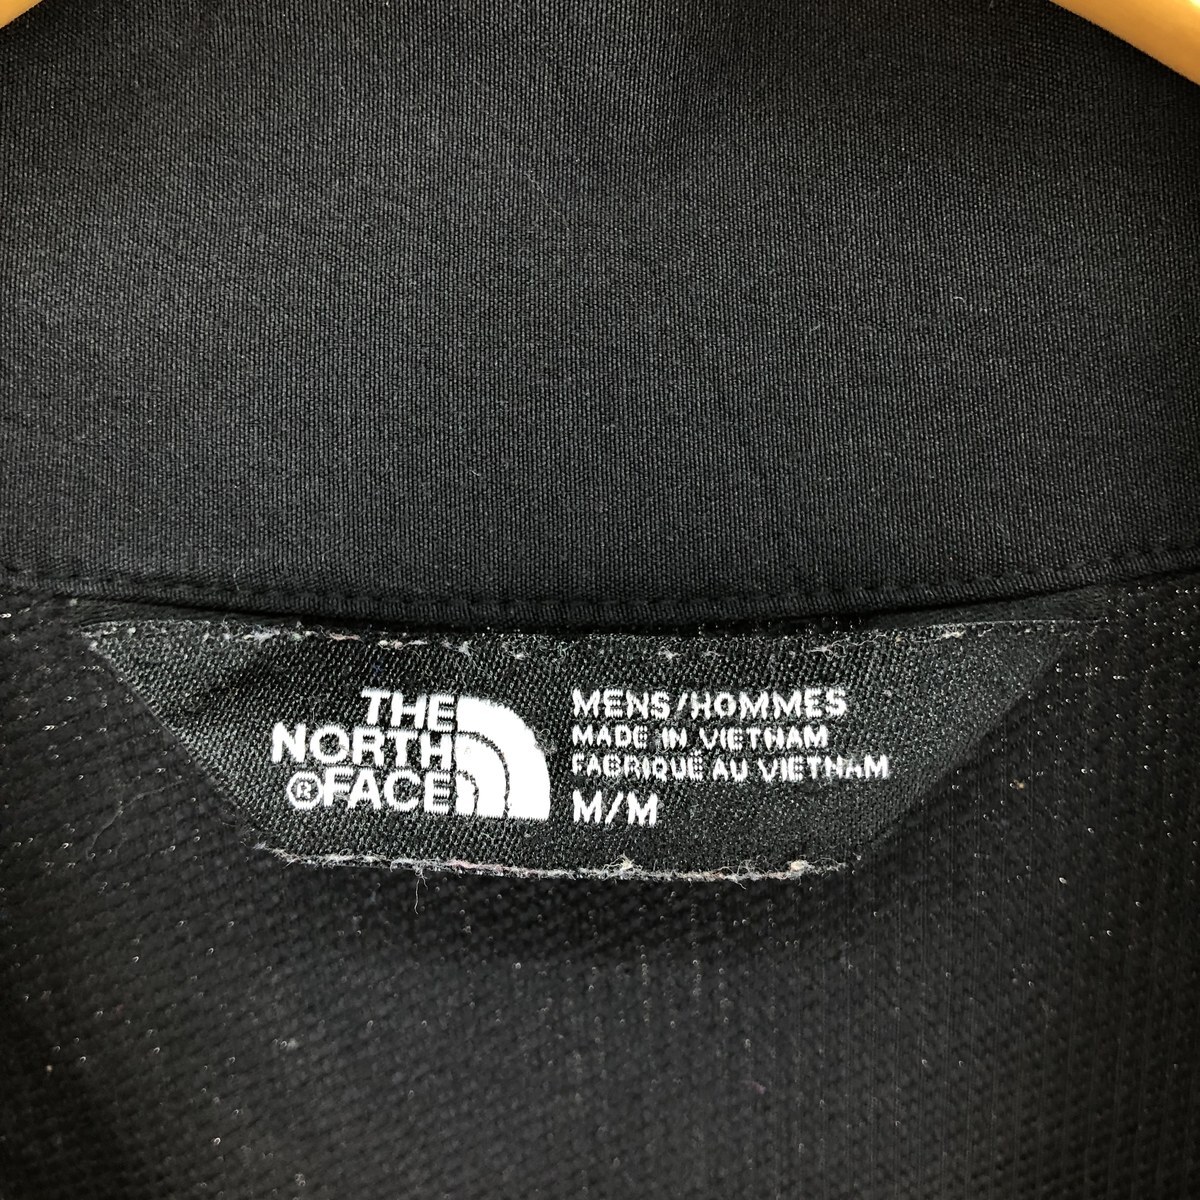 THE
NORTH
®FACE
MENS/HOMMES
MADE IN VIETNAM
FABRIQUE AU VIETNAM
M/M